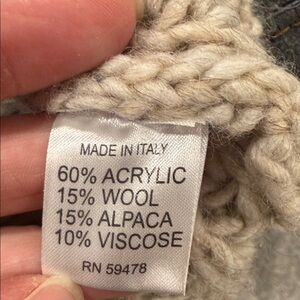 MADE IN ITALY
60% ACRYLIC
15% WOOL
15% ALPACA
10% VISCOSE
RN 59478